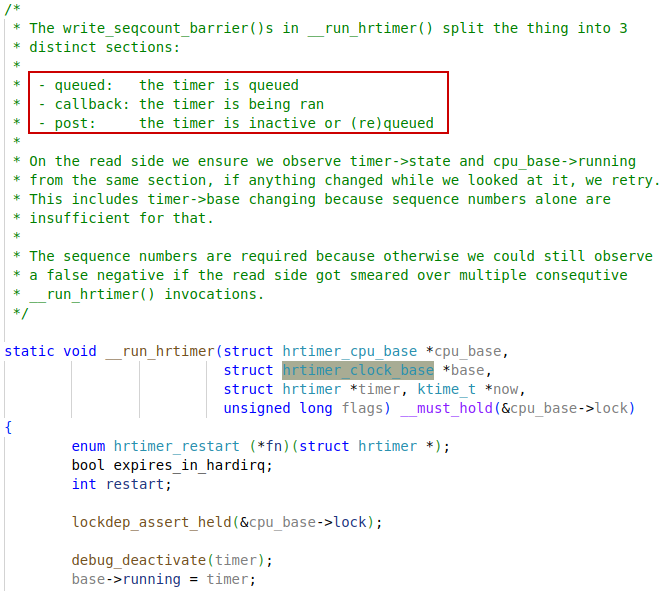 /*
* The write_seqcount_barrier()s in __run_hrtimer() split the thing into 3
* distinct sections:
*
* - queued: the timer is queued
* - callback: the timer is being ran
* - post: the timer is inactive or (re)queued
*
* On the read side we ensure we observe timer->state and cpu_base->running
* from the same section, if anything changed while we looked at it, we retry.
* This includes timer->base changing because sequence numbers alone are
* insufficient for that.
*
* The sequence numbers are required because otherwise we could still observe
* a false negative if the read side got smeared over multiple consequtive
* __run_hrtimer() invocations.
*/
static void __run_hrtimer(struct hrtimer_cpu_base *cpu_base,
struct hrtimer_clock_base *base,
struct hrtimer *timer, ktime_t *now,
unsigned long flags) __must_hold(&cpu_base->lock)
{
enum hrtimer_restart (*fn)(struct hrtimer *);
bool expires_in_hardirq;
int restart;
lockdep_assert_held(&cpu_base->lock);
debug_deactivate(timer);
base->running = timer;